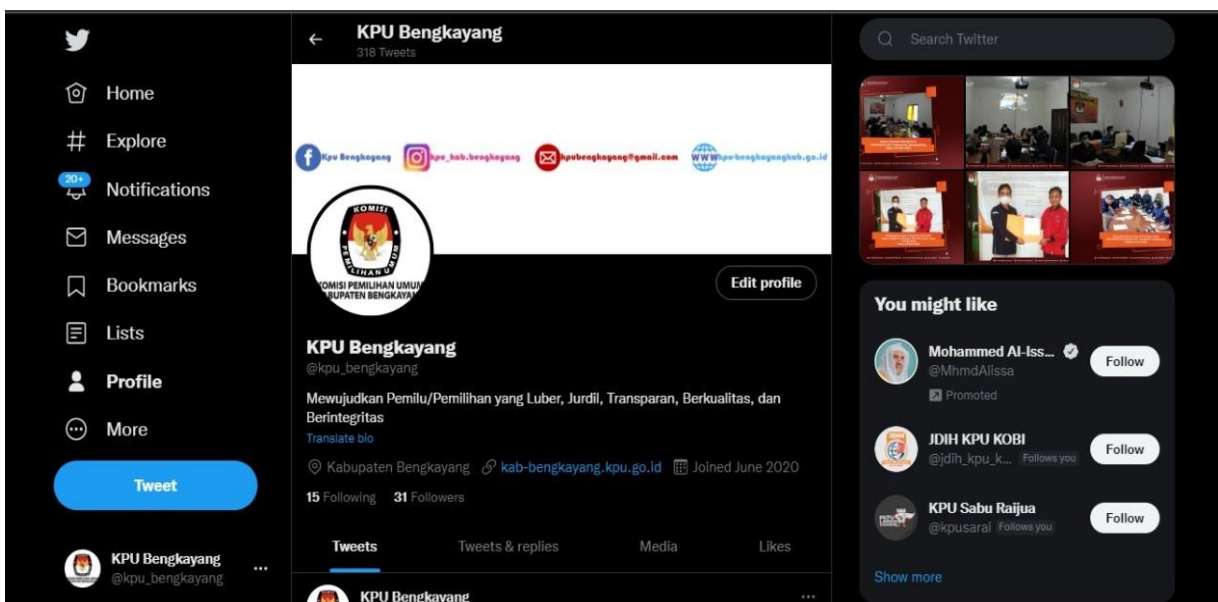 Home
Explore
20+
Notifications
Messages
Bookmarks
Lists
Profile
More
Tweet
KPU Bengkayang
@kpu_bengkayang
KPU Bengkayang
318 Tweets
Kpu Bengkayang
kpu_kab.bengkayang
kpubengkayang@gmail.com
WWW
kpu-bengkayangkab.go.id
KOMISI
PEMILIHAN UMUM
KOMISI PEMILIHAN UMUM
KABUPATEN BENGKAYANG
Edit profile
KPU Bengkayang
@kpu_bengkayang
Mewujudkan Pemilu/Pemilihan yang Luber, Jurdil, Transparan, Berkualitas, dan
Berintegritas
Translate bio
Kabupaten Bengkayang kab-bengkayang.kpu.go.id Joined June 2020
15 Following 31 Followers
Tweets Tweets & replies Media Likes
KPU Bengkayang
Search Twitter
You might like
Mohammed Al-Iss...
@MhmdAlissa
Follow
Promoted
JDIH KPU KOBI
@jdih_kpu_k... Follows you
Follow
KPU Sabu Raijua
@kpusarai Follows you
Follow
Show more